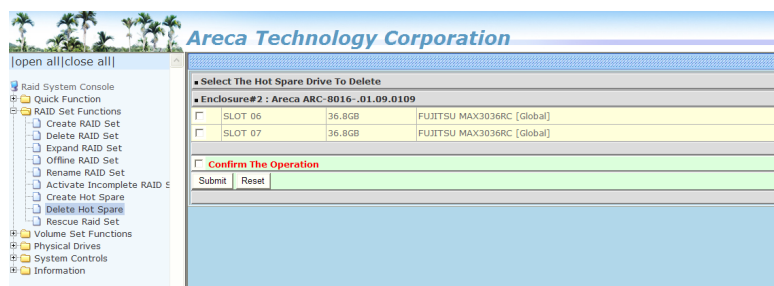 Areca Technology Corporation
|open all|close all|
Raid System Console
Quick Function
RAID Set Functions
Create RAID Set
Delete RAID Set
Expand RAID Set
Offline RAID Set
Rename RAID Set
Activate Incomplete RAID S
Create Hot Spare
Delete Hot Spare
Rescue Raid Set
Volume Set Functions
Physical Drives
System Controls
Information
Select The Hot Spare Drive To Delete
Enclosure#2 : Areca ARC-8016-.01.09.0109
SLOT 06 36.8GB FUJITSU MAX3036RC [Global]
SLOT 07 36.8GB FUJITSU MAX3036RC [Global]
Confirm The Operation
Submit Reset